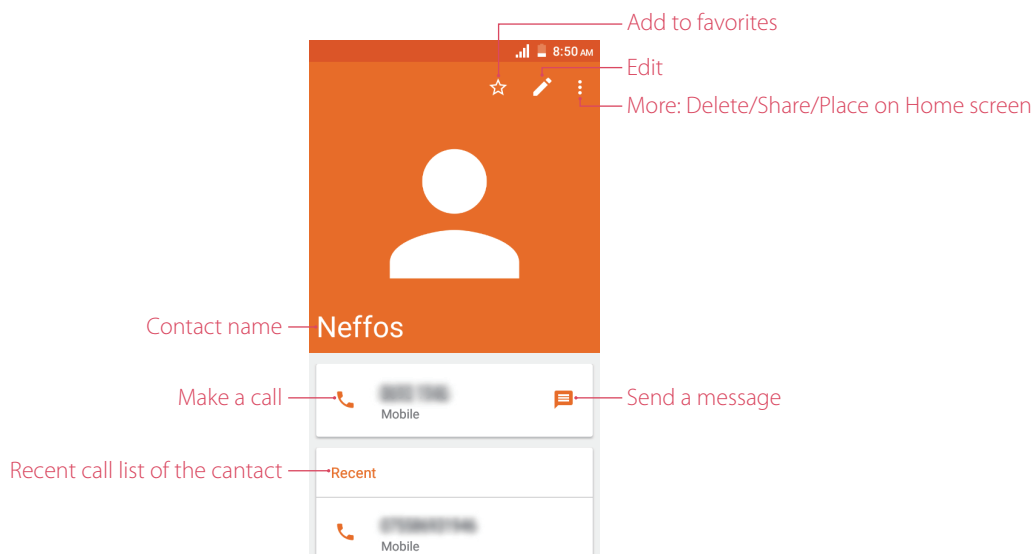 Add to favorites
8:50 AM
Edit
More: Delete/Share/Place on Home screen
Contact name
Neffos
Make a call
Mobile
Send a message
Recent call list of the cantact
Recent
Mobile